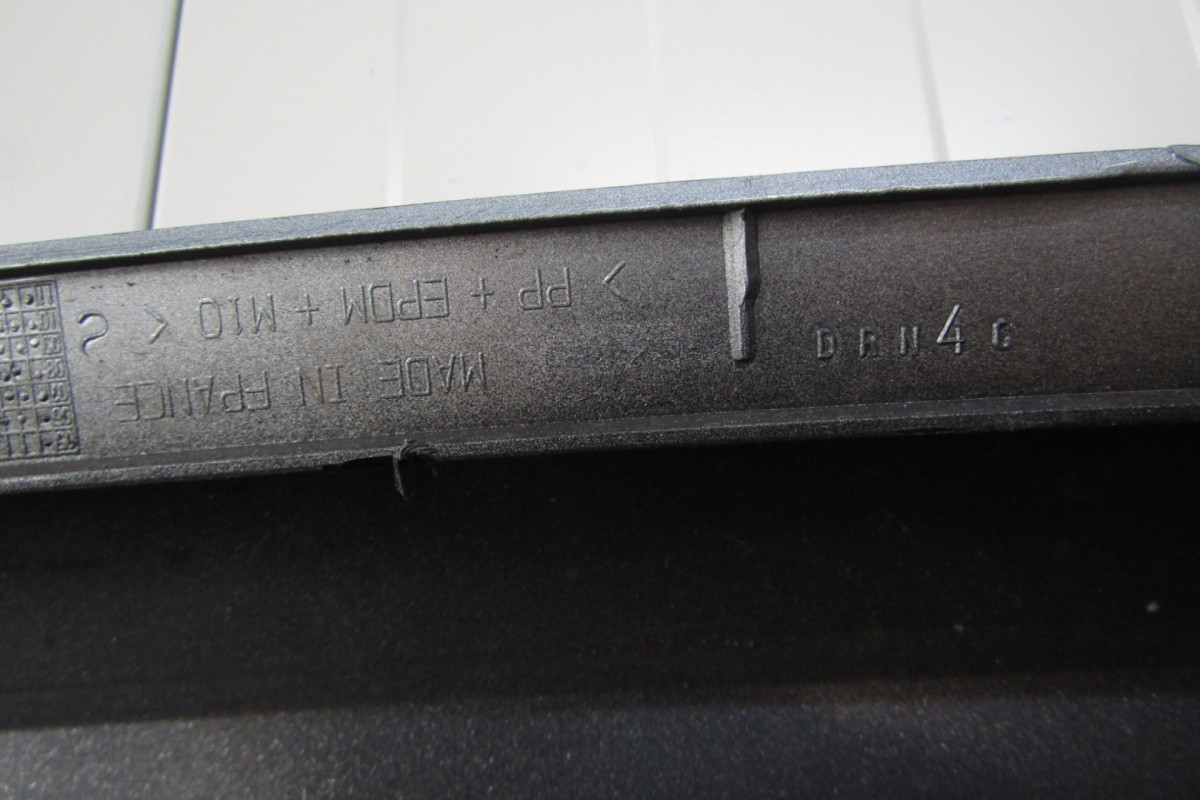 > PP + EPDM + M10 <
MADE IN FRANCE
DRN4G